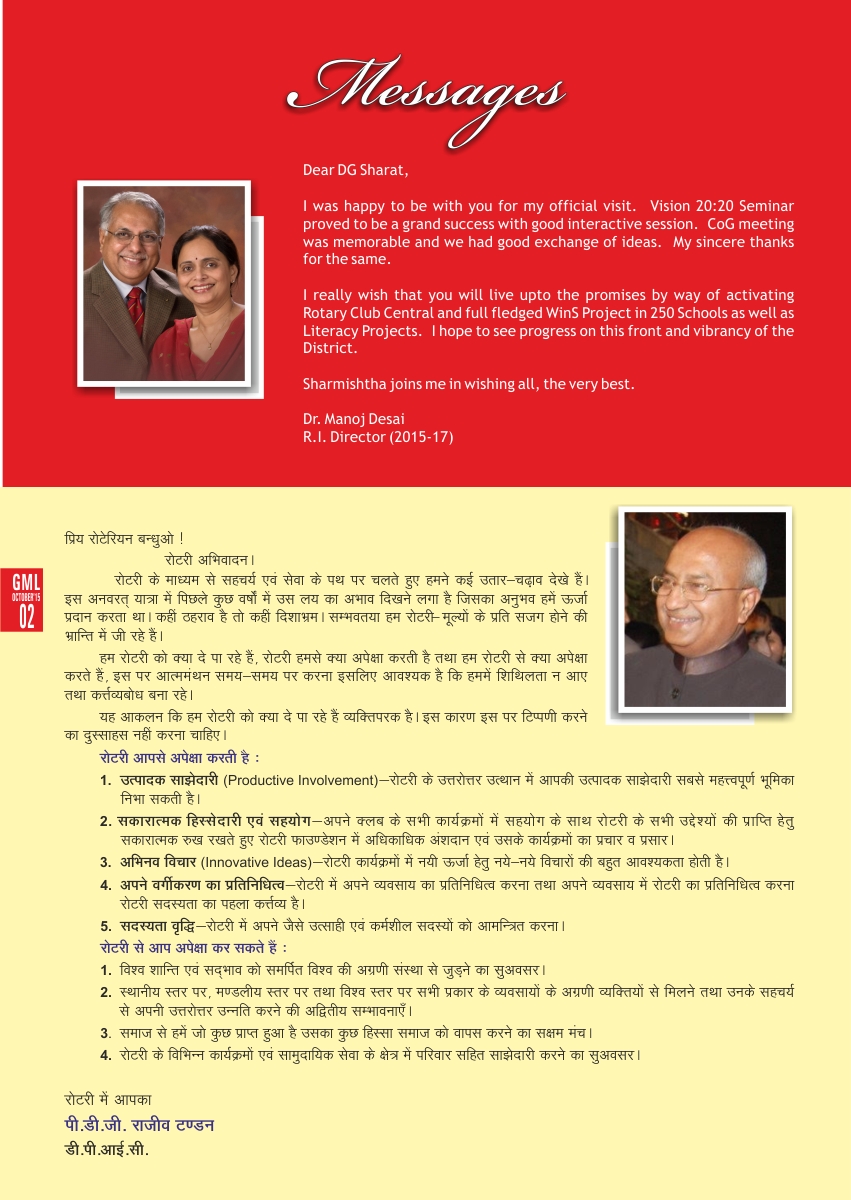 Messages
Dear DG Sharat,
I was happy to be with you for my official visit. Vision 20:20 Seminar
proved to be a grand success with good interactive session. CoG meeting
was memorable and we had good exchange of ideas. My sincere thanks
for the same.
I really wish that you will live upto the promises by way of activating
Rotary Club Central and full fledged WinS Project in 250 Schools as well as
Literacy Projects. I hope to see progress on this front and vibrancy of the
District.
Sharmishtha joins me in wishing all, the very best.
Dr. Manoj Desai
R.I. Director (2015-17)
प्रिय रोटेरियन बन्धुओ !
रोटरी अभिवादन।
रोटरी के माध्यम से सहचर्य एवं सेवा के पथ पर चलते हुए हमने कई उतार–चढ़ाव देखे हैं।
इस अनवरत् यात्रा में पिछले कुछ वर्षों में उस लय का अभाव दिखने लगा है जिसका अनुभव हमें ऊर्जा
प्रदान करता था। कहीं ठहराव है तो कहीं दिशाभ्रम। सम्भवतया हम रोटरी–मूल्यों के प्रति सजग होने की
भ्रान्ति में जी रहे हैं।
हम रोटरी को क्या दे पा रहे हैं, रोटरी हमसे क्या अपेक्षा करती है तथा हम रोटरी से क्या अपेक्षा
करते हैं, इस पर आत्ममंथन समय–समय पर करना इसलिए आवश्यक है कि हममें शिथिलता न आए
तथा कर्त्तव्यबोध बना रहे।
यह आकलन कि हम रोटरी को क्या दे पा रहे हैं व्यक्तिपरक है। इस कारण इस पर टिप्पणी करने
का दुस्साहस नहीं करना चाहिए।
रोटरी आपसे अपेक्षा करती है :
1. उत्पादक साझेदारी (Productive Involvement)–रोटरी के उत्तरोत्तर उत्थान में आपकी उत्पादक साझेदारी सबसे महत्त्वपूर्ण भूमिका
निभा सकती है।
2. सकारात्मक हिस्सेदारी एवं सहयोग–अपने क्लब के सभी कार्यक्रमों में सहयोग के साथ रोटरी के सभी उद्देश्यों की प्राप्ति हेतु
सकारात्मक रुख रखते हुए रोटरी फाउण्डेशन में अधिकाधिक अंशदान एवं उसके कार्यक्रमों का प्रचार व प्रसार।
3. अभिनव विचार (Innovative Ideas)–रोटरी कार्यक्रमों में नयी ऊर्जा हेतु नये–नये विचारों की बहुत आवश्यकता होती है।
4. अपने वर्गीकरण का प्रतिनिधित्व–रोटरी में अपने व्यवसाय का प्रतिनिधित्व करना तथा अपने व्यवसाय में रोटरी का प्रतिनिधित्व करना
रोटरी सदस्यता का पहला कर्त्तव्य है।
5. सदस्यता वृद्धि–रोटरी में अपने जैसे उत्साही एवं कर्मशील सदस्यों को आमन्त्रित करना।
रोटरी से आप अपेक्षा कर सकते हैं :
1. विश्व शान्ति एवं सद्‌भाव को समर्पित विश्व की अग्रणी संस्था से जुड़ने का सुअवसर।
2. स्थानीय स्तर पर, मण्डलीय स्तर पर तथा विश्व स्तर पर सभी प्रकार के व्यवसायों के अग्रणी व्यक्तियों से मिलने तथा उनके सहचर्य
से अपनी उत्तरोत्तर उन्नति करने की अद्वितीय सम्भावनाएँ।
3. समाज से हमें जो कुछ प्राप्त हुआ है उसका कुछ हिस्सा समाज को वापस करने का सक्षम मंच।
4. रोटरी के विभिन्न कार्यक्रमों एवं सामुदायिक सेवा के क्षेत्र में परिवार सहित साझेदारी करने का सुअवसर।
रोटरी में आपका
पी.डी.जी. राजीव टण्डन
डी.पी.आई.सी.
GML
OCTOBER'15
02